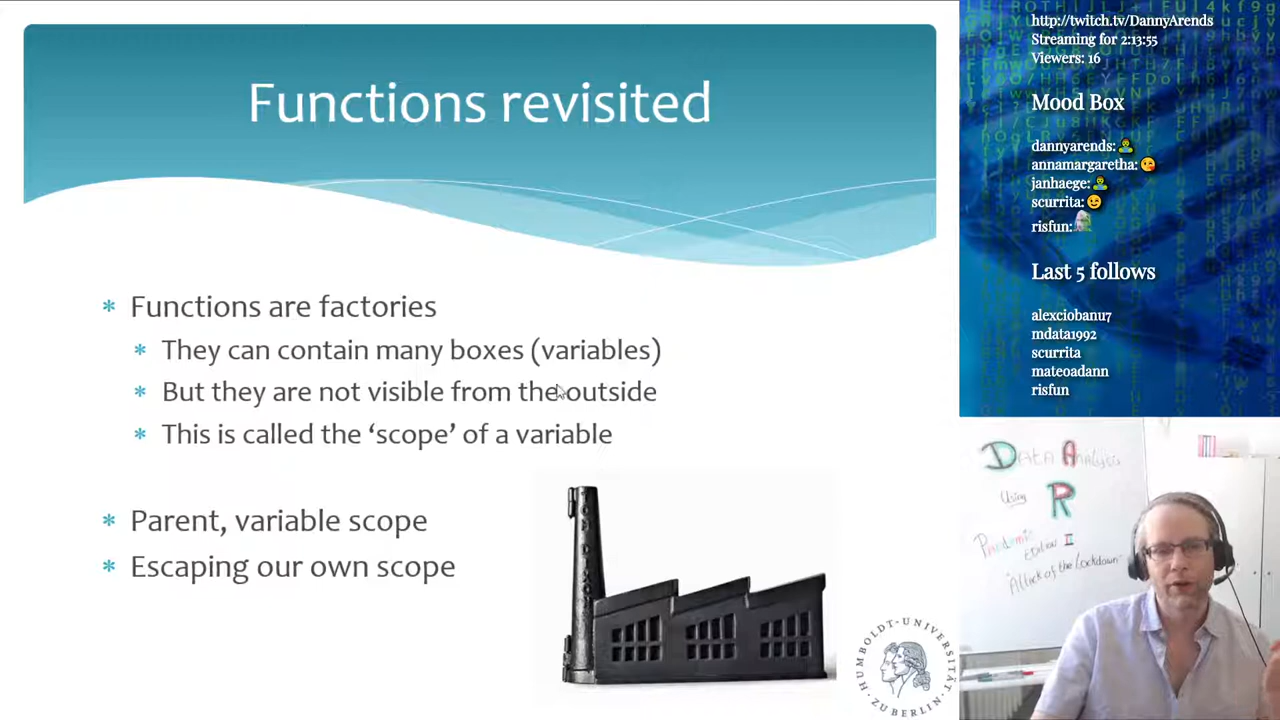 Functions revisited
* Functions are factories
* They can contain many boxes (variables)
* But they are not visible from the outside
* This is called the ‘scope’ of a variable
* Parent, variable scope
* Escaping our own scope
HUMBOLDT-UNIVERSITÄT
ZU BERLIN
http://twitch.tv/DannyArends
Streaming for 2:13:55
Viewers: 16
Mood Box
dannyarends:
annamargaretha:
janhaege:
scurrita:
risfun:
Last 5 follows
alexciobanu7
mdata1992
scurrita
mateoadann
risfun
Data Analysis
Using R
Pandemic
Edition II
"Attack of the Lockdown"